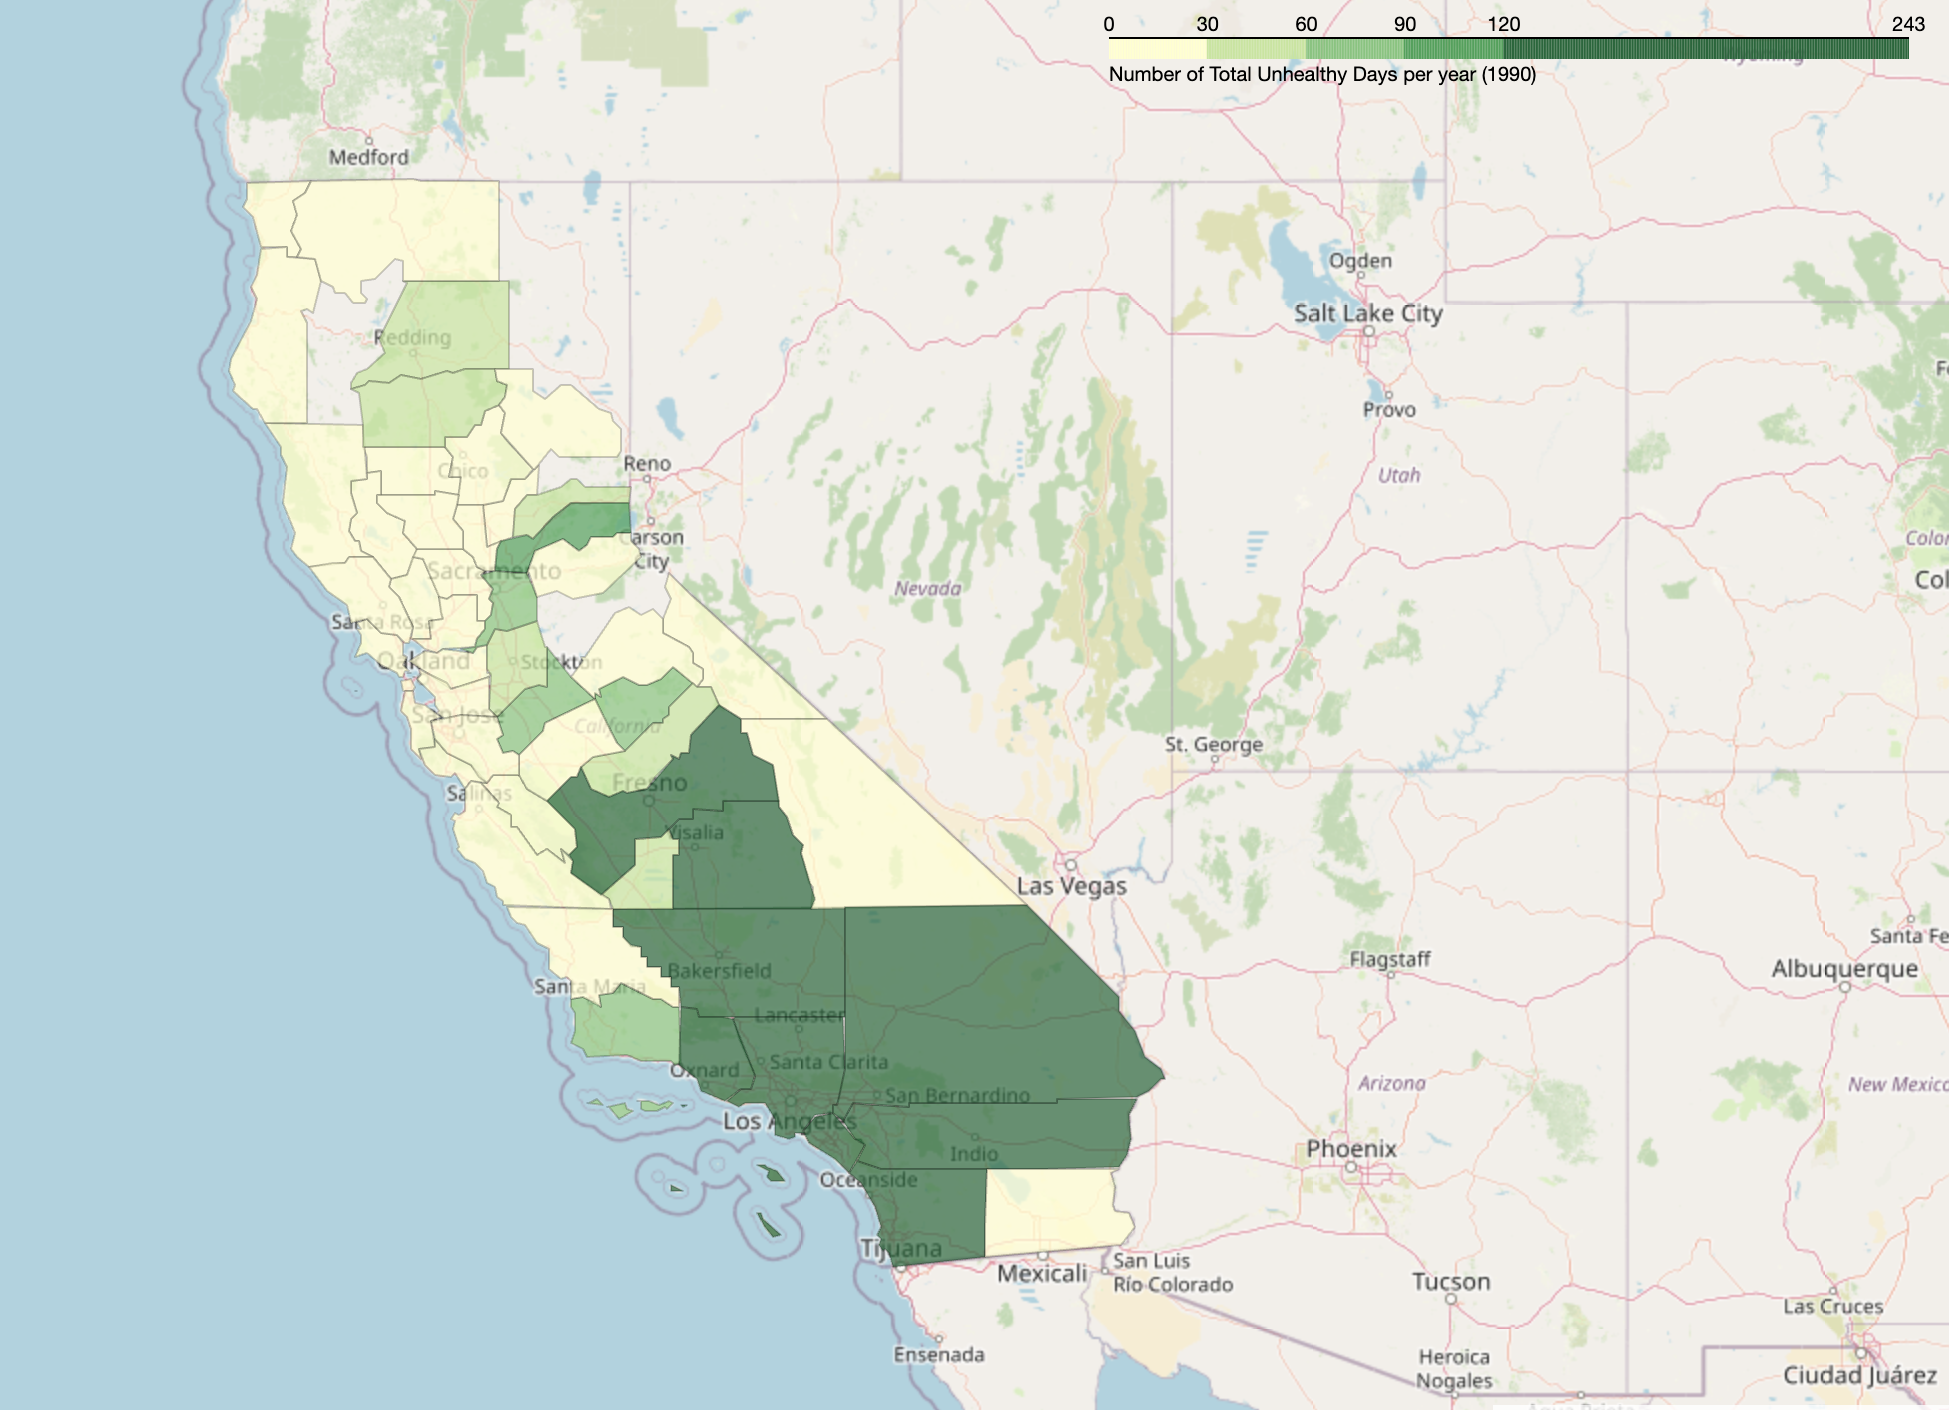 0 30 60 90 120 243
Wyoming
Number of Total Unhealthy Days per year (1990)
Medford
Ogden
Salt Lake City
Redding
Provo
Reno
Chico
Utah
Carson
City
Sacramento
Nevada
Santa Rosa
Oakland
Stockton
San Jose
California
St. George
Fresno
Salinas
Visalia
Las Vegas
Santa Fe
Flagstaff
Albuquerque
Bakersfield
Santa Maria
Lancaster
Santa Clarita
Oxnard
San Bernardino
Arizona
New Mexico
Los Angeles
Indio
Phoenix
Oceanside
Tijuana
Mexicali
San Luis
Río Colorado
Tucson
Las Cruces
Ensenada
Heroica
Nogales
Ciudad Juárez